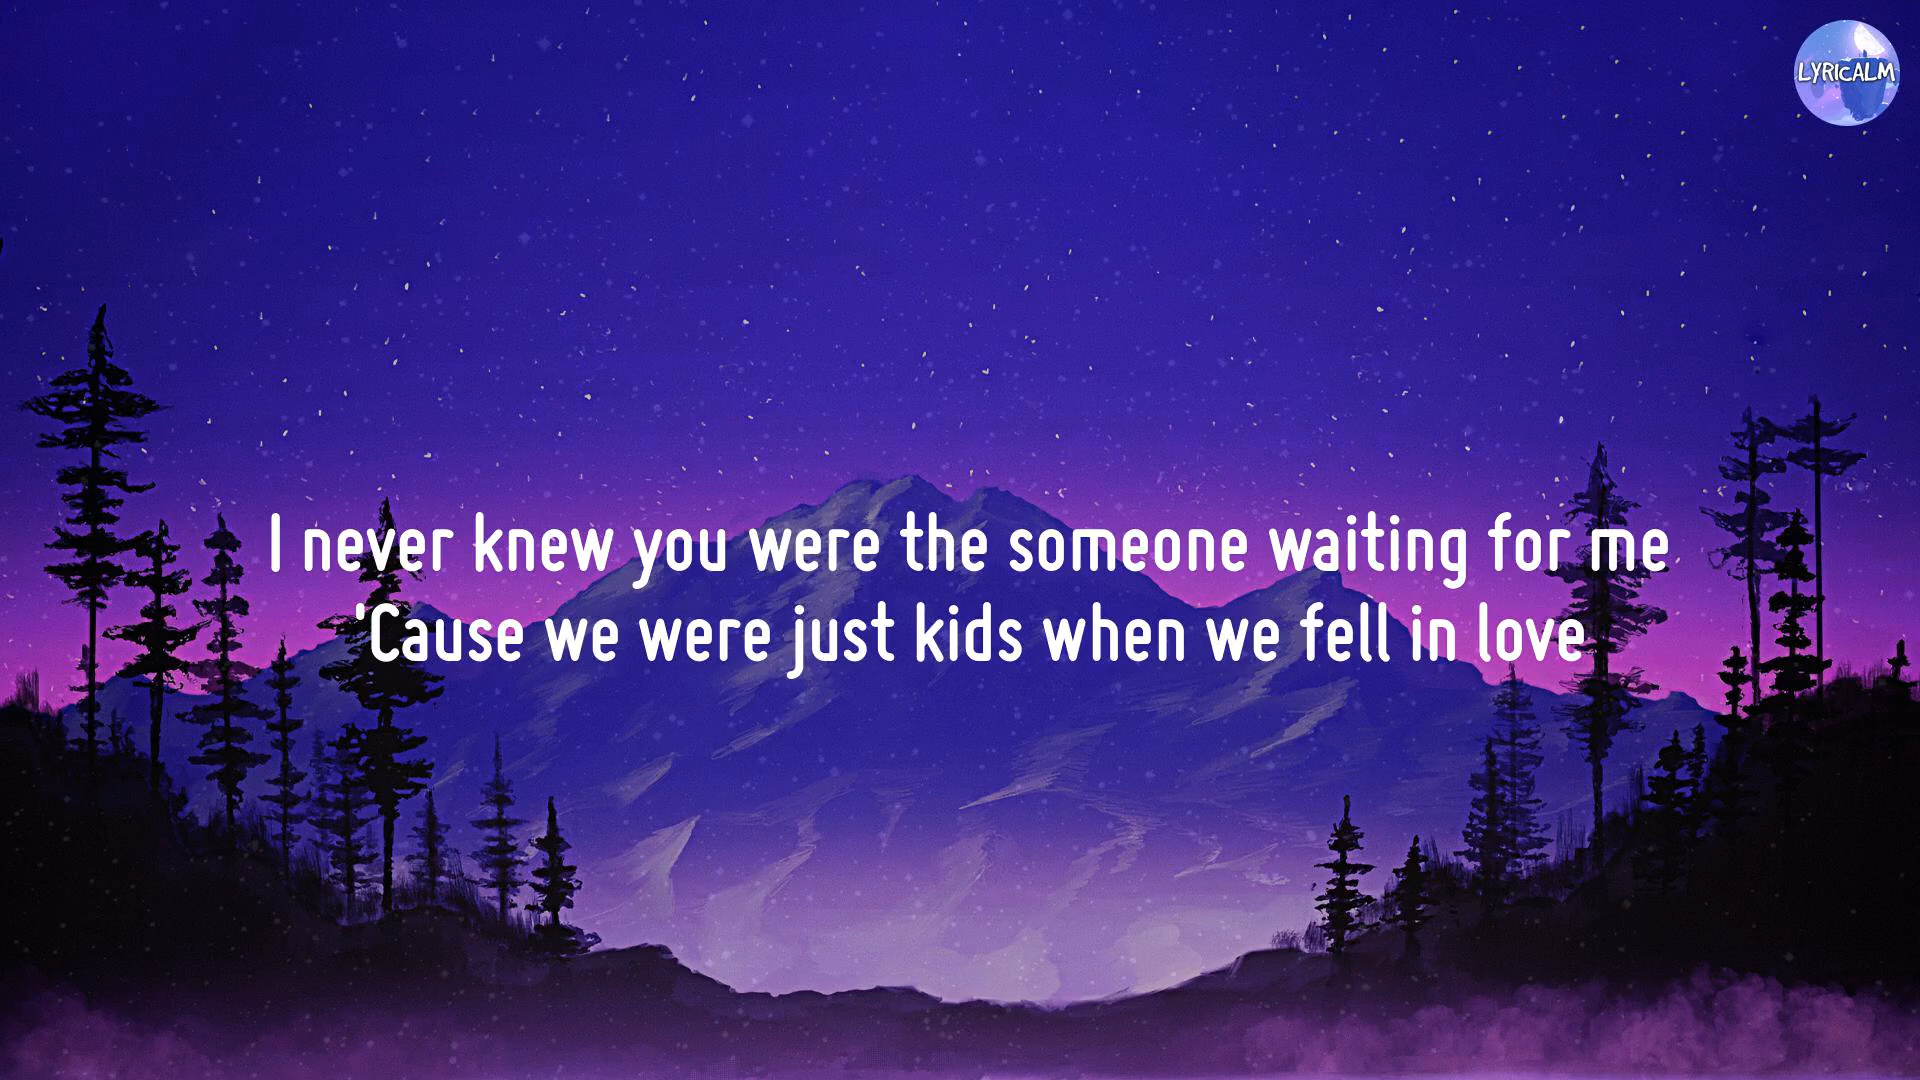 LYRICALM
I never knew you were the someone waiting for me
'Cause we were just kids when we fell in love